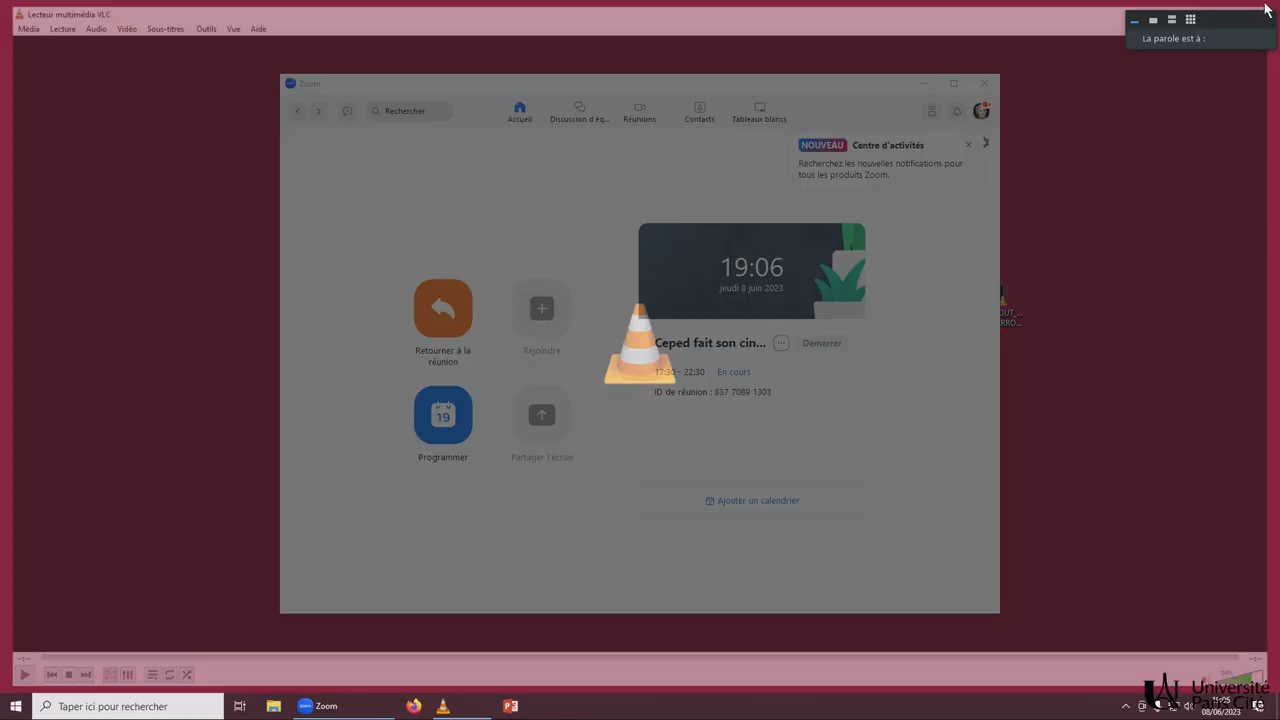 Lecteur multimédia VLC
Média Lecture Audio Vidéo Sous-titres Outils Vue Aide
La parole est à :
Zoom
Rechercher
Accueil Discussion d'éq... Réunions Contacts Tableaux blancs
NOUVEAU Centre d'activités
Recherchez les nouvelles notifications pour
tous les produits Zoom.
19:06
jeudi 8 juin 2023
Retourner à la
réunion
Rejoindre
Ceped fait son cin... Démarrer
17:30 - 22:30 En cours
ID de réunion : 837 7089 1303
19
Programmer
Partager l'écran
Ajouter un calendrier
--:-- --:--
Taper ici pour rechercher
Zoom
Université
Paris Cité
19:05
08/06/2023